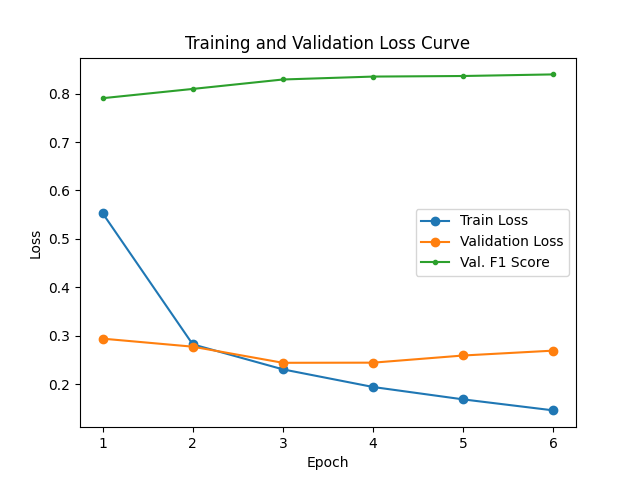 Training and Validation Loss Curve
0.8
0.7
0.6
0.5
0.4
0.3
0.2
Loss
Train Loss
Validation Loss
Val. F1 Score
1 2 3 4 5 6
Epoch